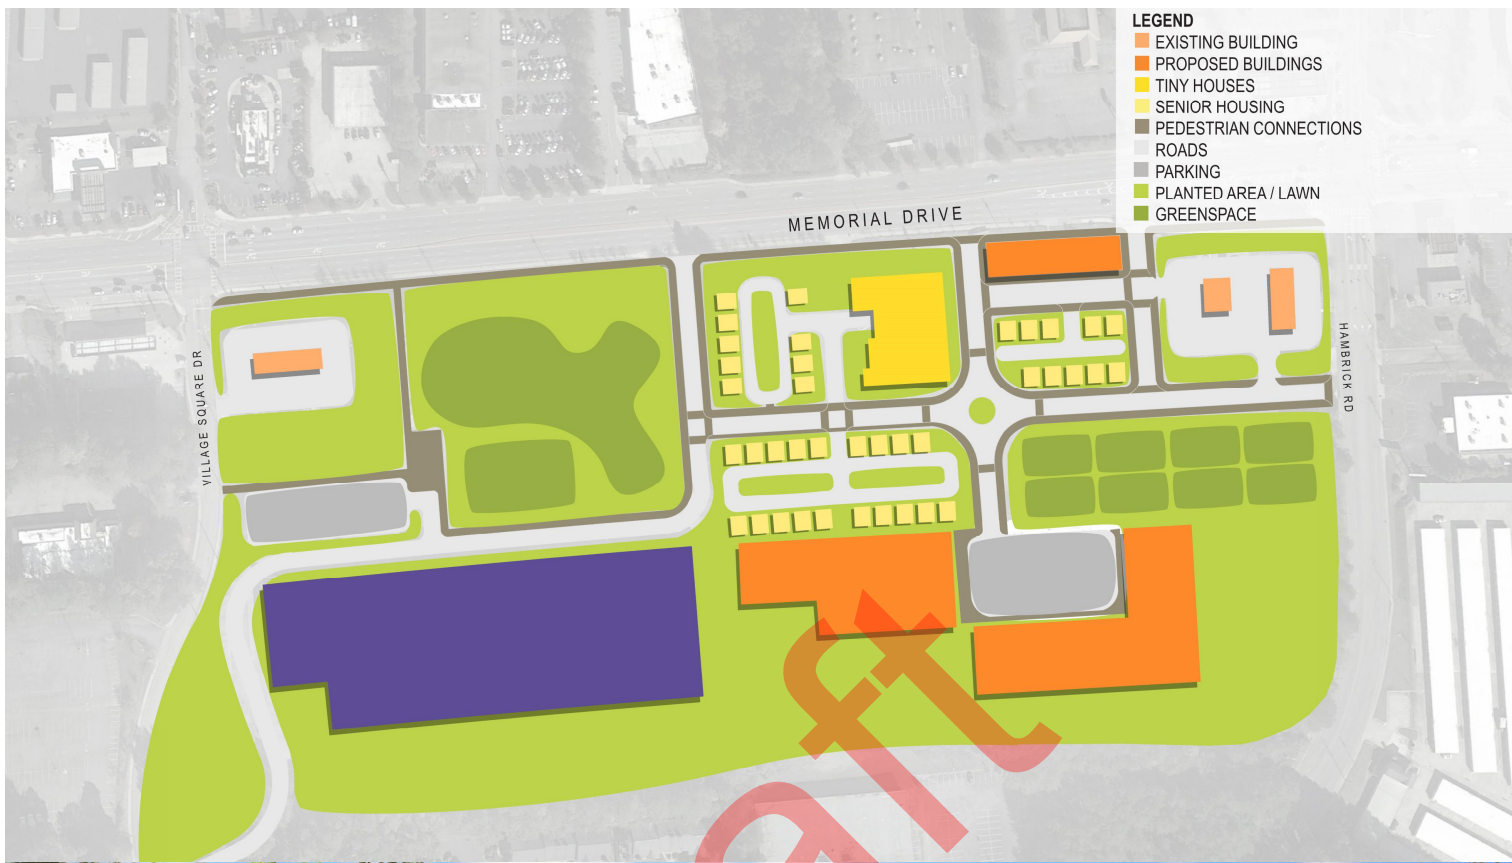 LEGEND
EXISTING BUILDING
PROPOSED BUILDINGS
TINY HOUSES
SENIOR HOUSING
PEDESTRIAN CONNECTIONS
ROADS
PARKING
PLANTED AREA / LAWN
GREENSPACE
MEMORIAL DRIVE
VILLAGE SQUARE DR
HAMBRICK RD
aft